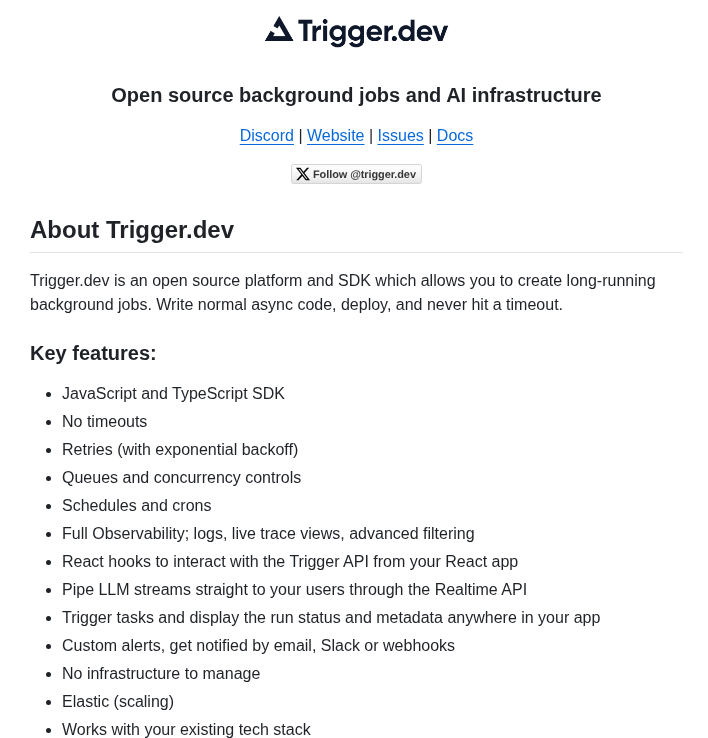 Trigger.dev
Open source background jobs and AI infrastructure
Discord | Website | Issues | Docs
Follow @trigger.dev
About Trigger.dev
Trigger.dev is an open source platform and SDK which allows you to create long-running
background jobs. Write normal async code, deploy, and never hit a timeout.
Key features:
JavaScript and TypeScript SDK
No timeouts
Retries (with exponential backoff)
Queues and concurrency controls
Schedules and crons
Full Observability; logs, live trace views, advanced filtering
React hooks to interact with the Trigger API from your React app
Pipe LLM streams straight to your users through the Realtime API
Trigger tasks and display the run status and metadata anywhere in your app
Custom alerts, get notified by email, Slack or webhooks
No infrastructure to manage
Elastic (scaling)
Works with your existing tech stack